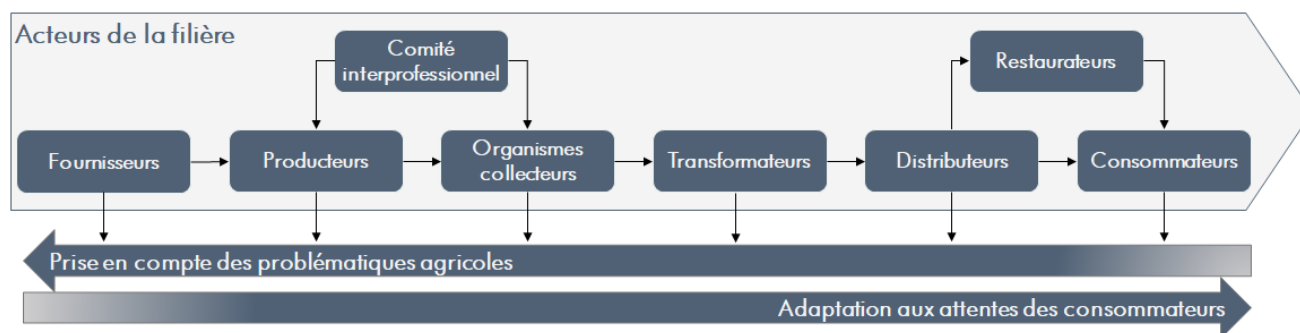 Acteurs de la filière
Comité
interprofessionnel
Restaurateurs
Fournisseurs
Producteurs
Organismes
collecteurs
Transformateurs
Distributeurs
Consommateurs
Prise en compte des problématiques agricoles
Adaptation aux attentes des consommateurs